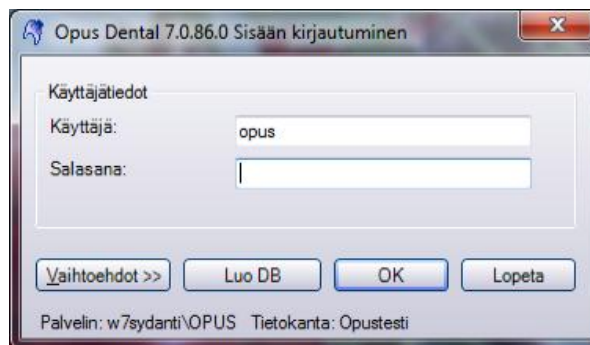 Opus Dental 7.0.86.0 Sisään kirjautuminen
Käyttäjätiedot
Käyttäjä: opus
Salasana:
Vaihtoehdot >> Luo DB OK Lopeta
Palvelin: w7sydanti\OPUS Tietokanta: Opustesti